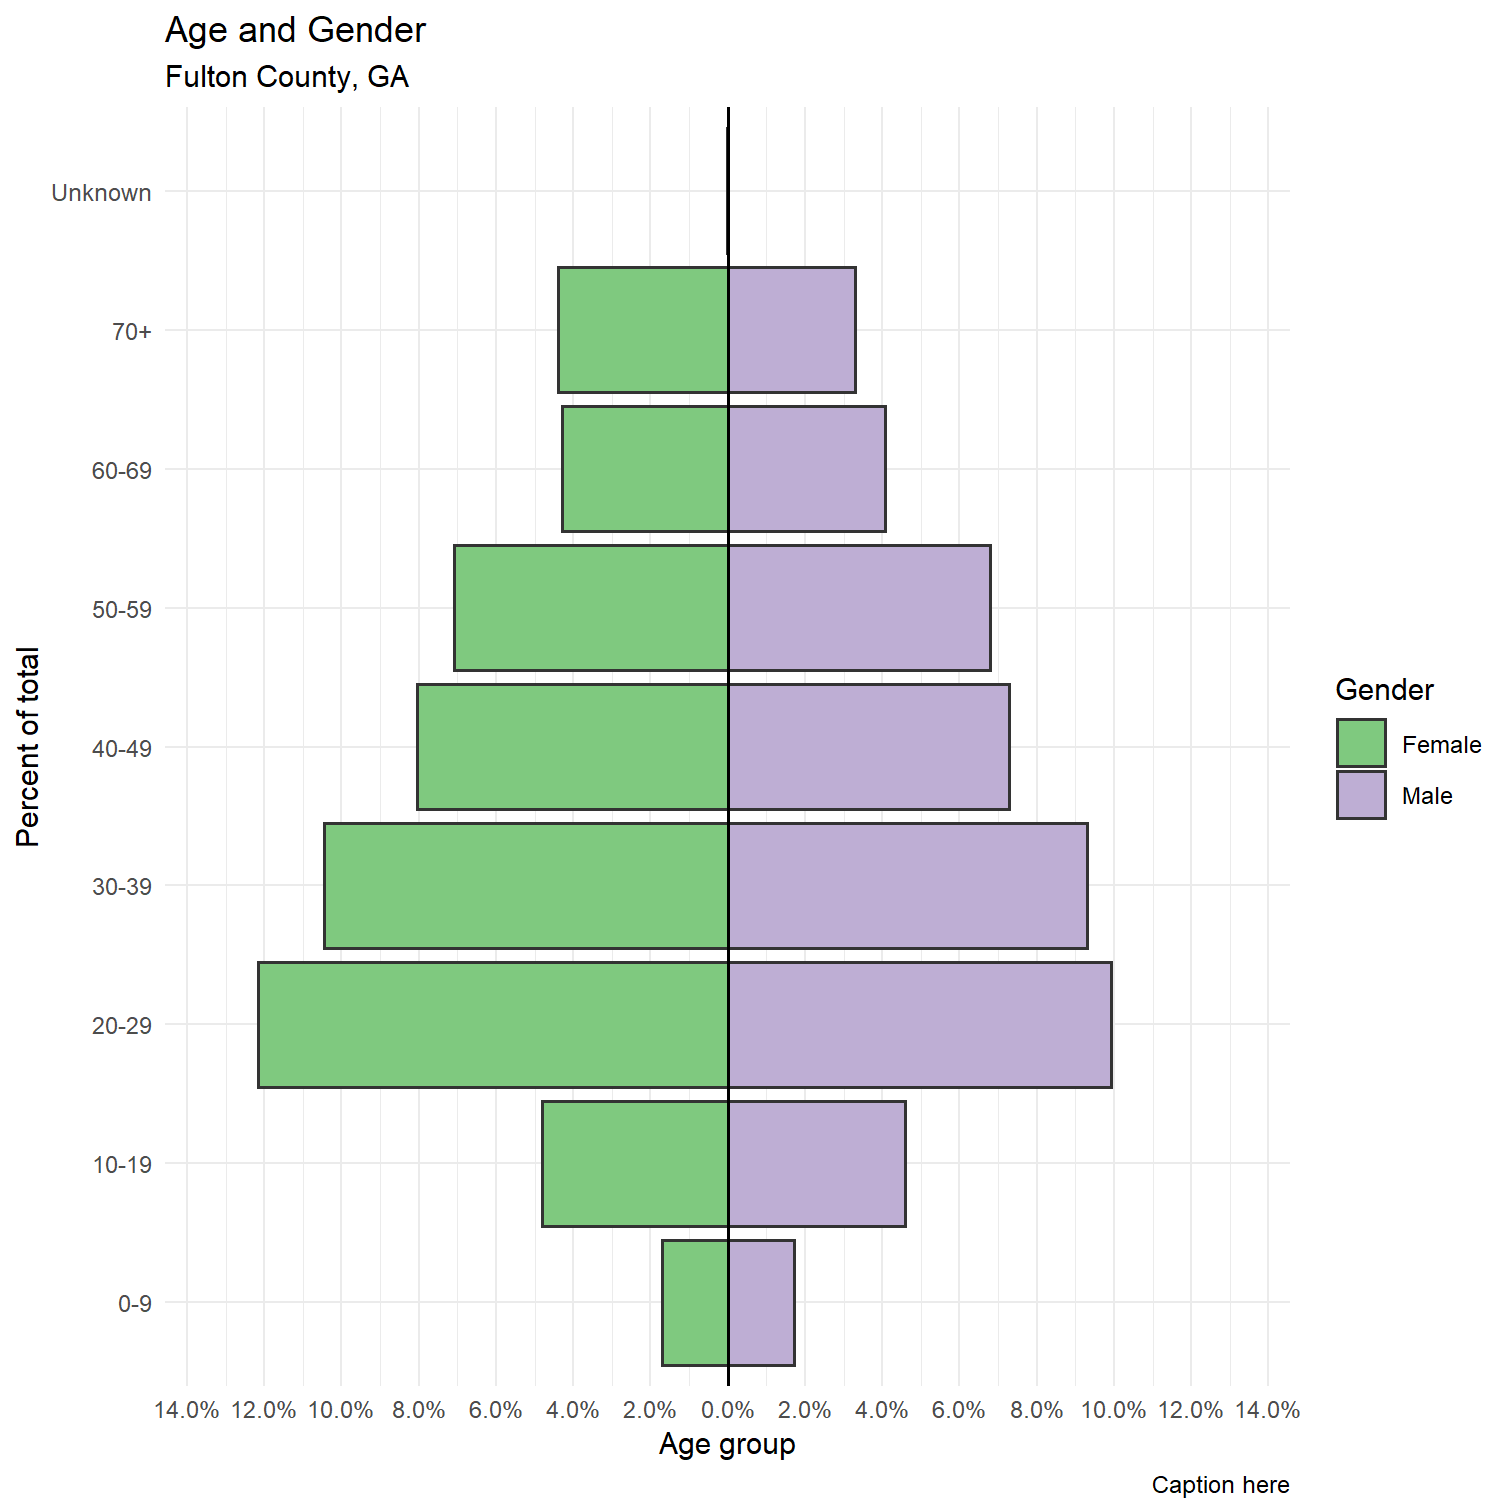 Age and Gender
Fulton County, GA
Unknown
70+
60-69
50-59
40-49
30-39
20-29
10-19
0-9
Percent of total
14.0% 12.0% 10.0% 8.0% 6.0% 4.0% 2.0% 0.0% 2.0% 4.0% 6.0% 8.0% 10.0% 12.0% 14.0%
Age group
Gender
Female
Male
Caption here